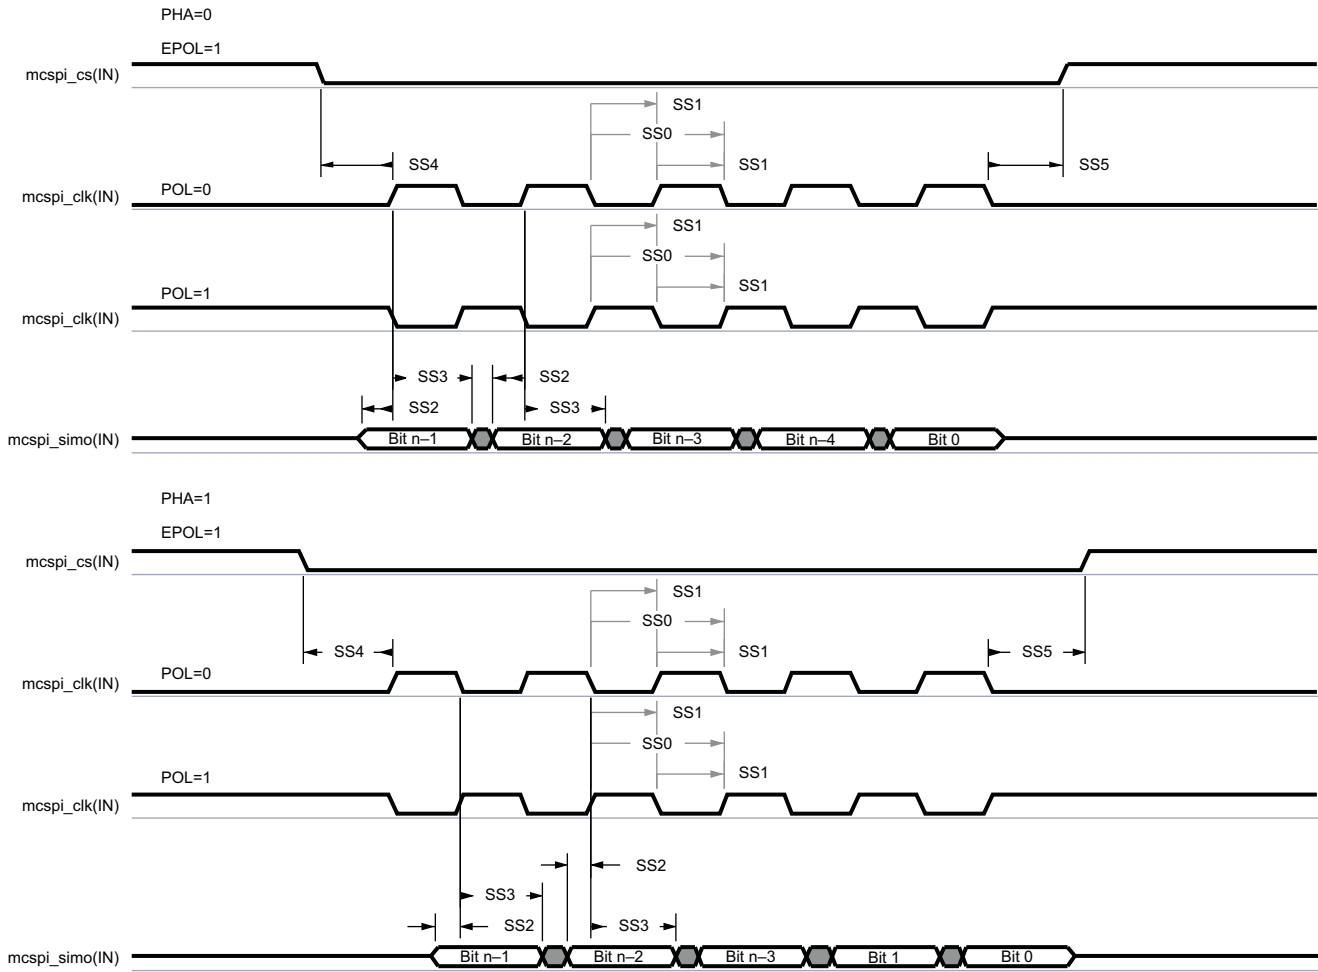 PHA=0
EPOL=1
mcspi_cs(IN)
SS1
SS0
SS4
SS1
SS5
POL=0
mcspi_clk(IN)
SS1
SS0
SS1
POL=1
mcspi_clk(IN)
SS3
SS2
SS2
SS3
mcspi_simo(IN)
Bit n–1
Bit n–2
Bit n–3
Bit n–4
Bit 0
PHA=1
EPOL=1
mcspi_cs(IN)
SS1
SS0
SS4
SS1
SS5
POL=0
mcspi_clk(IN)
SS1
SS0
SS1
POL=1
mcspi_clk(IN)
SS2
SS3
SS2
SS3
mcspi_simo(IN)
Bit n–1
Bit n–2
Bit n–3
Bit 1
Bit 0